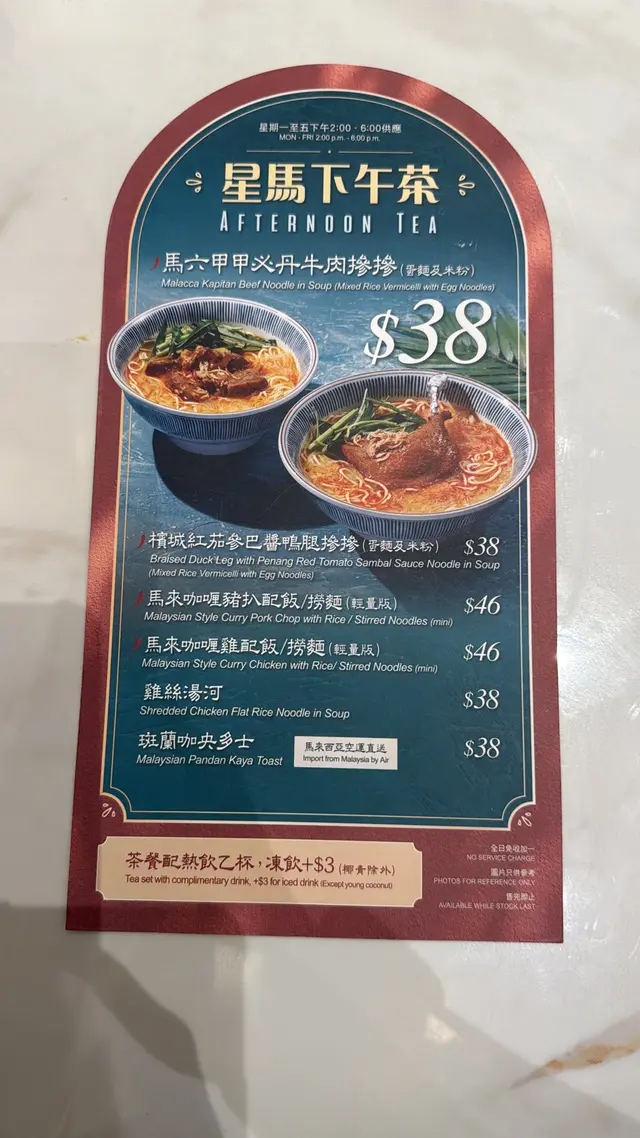 星期一至五下午2:00 - 6:00供應
MON - FRI 2:00 p.m. - 6:00 p.m.
星馬下午茶
AFTERNOON TEA
馬六甲甲必丹牛肉摻摻(蛋麵及米粉)
Malacca Kapitan Beef Noodle in Soup (Mixed Rice Vermicelli with Egg Noodles)
$38
檳城紅茄參巴醬鴨腿摻摻(蛋麵及米粉) $38
Braised Duck Leg with Penang Red Tomato Sambal Sauce Noodle in Soup
(Mixed Rice Vermicelli with Egg Noodles)
馬來咖喱豬扒配飯/撈麵(輕量版) $46
Malaysian Style Curry Pork Chop with Rice / Stirred Noodles (mini)
馬來咖喱雞配飯/撈麵(輕量版) $46
Malaysian Style Curry Chicken with Rice/ Stirred Noodles (mini)
雞絲湯河 $38
Shredded Chicken Flat Rice Noodle in Soup
班蘭咖央多士 $38
Malaysian Pandan Kaya Toast
馬來西亞空運直送
Import from Malaysia by Air
茶餐配熱飲乙杯，凍飲+$3 (椰青除外)
Tea set with complimentary drink, +$3 for iced drink (Except young coconut)
全日免收加一
NO SERVICE CHARGE
圖片只供參考
PHOTOS FOR REFERENCE ONLY
售完即止
AVAILABLE WHILE STOCK LAST